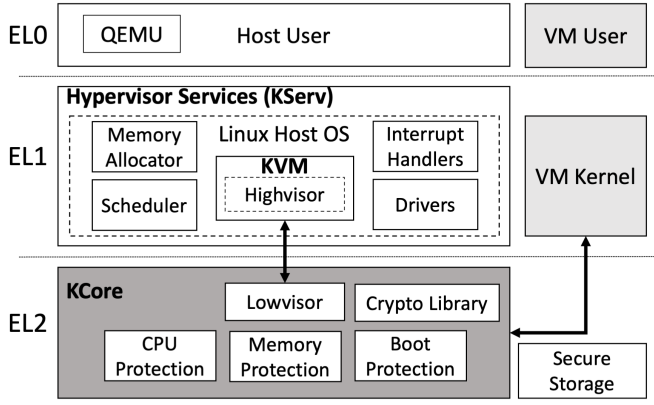 EL0
QEMU
Host User
VM User
Hypervisor Services (KServ)
EL1
Memory
Allocator
Linux Host OS
Interrupt
Handlers
KVM
Highvisor
Scheduler
Drivers
VM Kernel
KCore
EL2
Lowvisor
Crypto Library
CPU
Protection
Memory
Protection
Boot
Protection
Secure
Storage